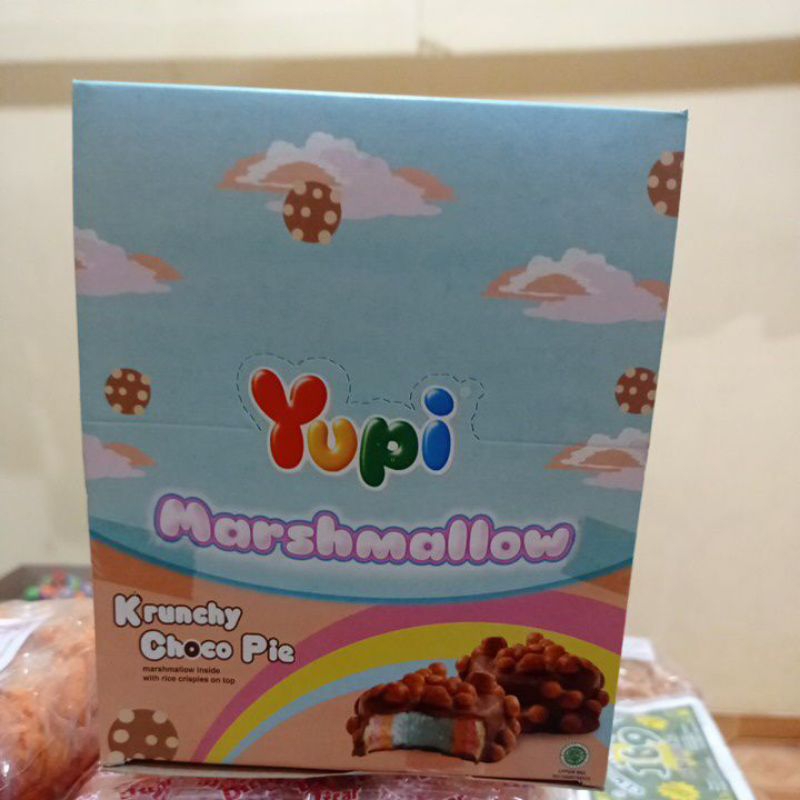 Yupi
Marshmallow
Krunchy
Choco Pie
marshmallow inside
with rice crispies on top